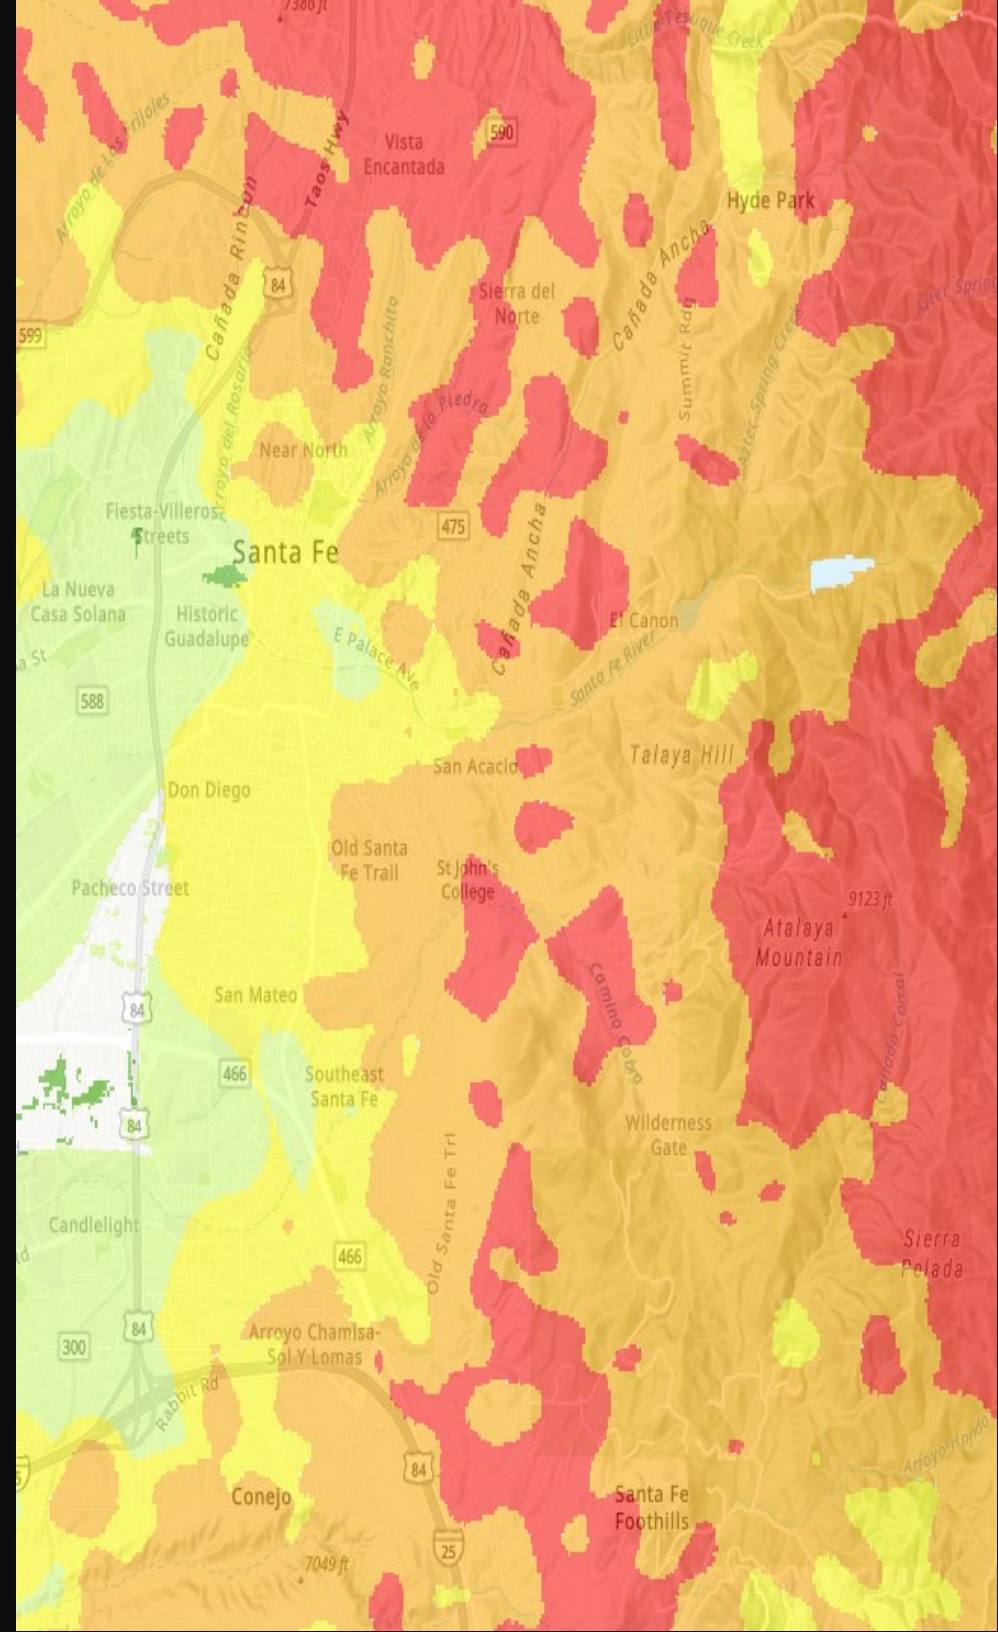 7380 ft
Little Tesuque Creek
Arroyo de Los Frijoles
Taos Hwy
590
Vista
Encantada
Hyde Park
Cañada Rincon
Cañada Ancha
84
Sierra del
Norte
Aztec Spring
599
Summit Rdg
Arroyo Ranchito
Aztec Spring Creek
Arroyo del Rosario
Arroyo de la Piedra
Near North
Fiesta-Villeros-
Streets
475
Cañada Ancha
Santa Fe
La Nueva
Casa Solana
Historic
Guadalupe
El Canon
E Palace Ave
a St
Santa Fe River
588
Talaya Hill
San Acacio
Don Diego
Old Santa
Fe Trail
St John's
College
Pacheco Street
9123 ft
Atalaya
Mountain
San Mateo
84
Camino Cobro
Canada Corral
466
Southeast
Santa Fe
84
Wilderness
Gate
Old Santa Fe Trl
Candlelight
466
Sierra
Pelada
84
300
Arroyo Chamisa-
Sol Y Lomas
Rabbit Rd
Arroyo Hondo
84
Conejo
Santa Fe
Foothills
25
7049 ft